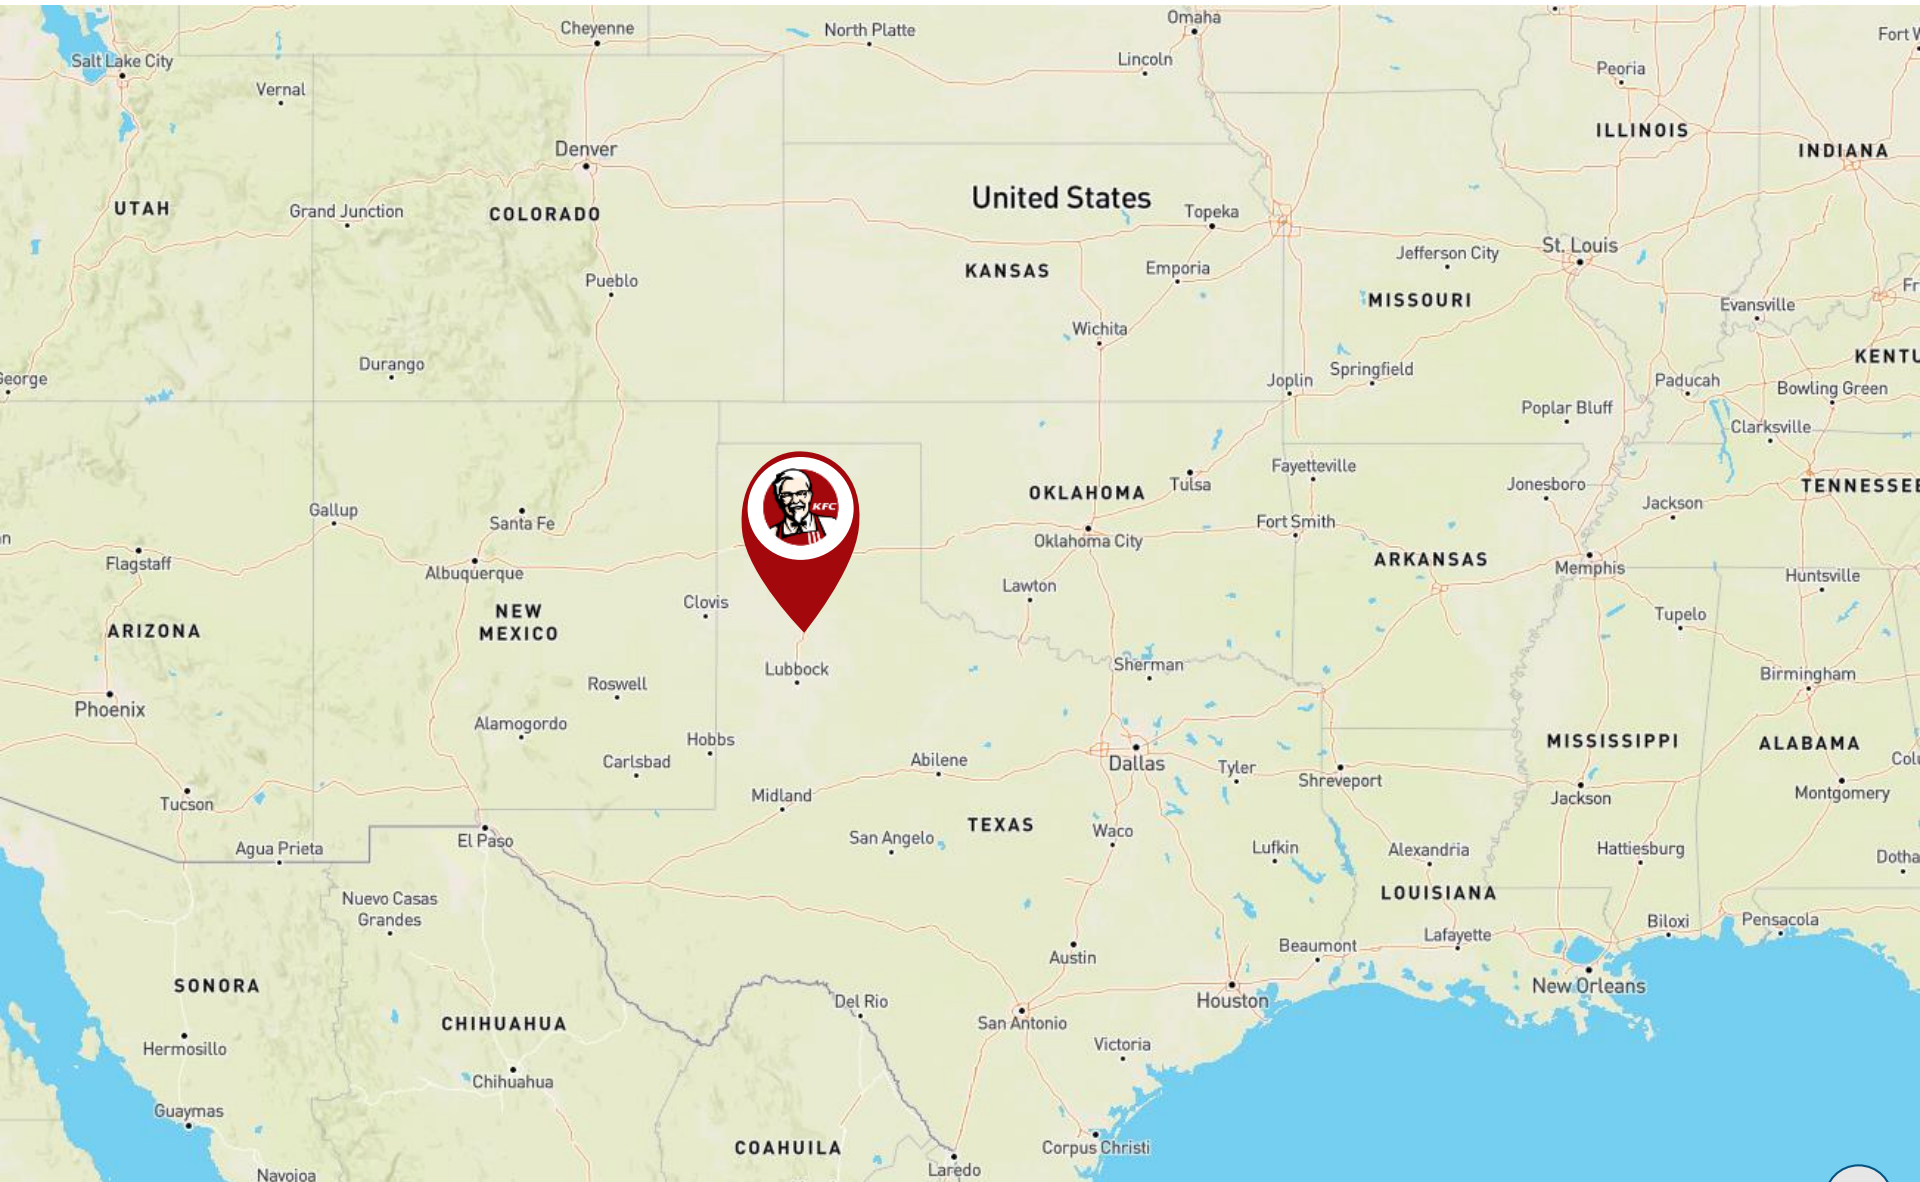 Omaha
Cheyenne
North Platte
Salt Lake City
Lincoln
Peoria
Vernal
ILLINOIS
INDIANA
Denver
United States
UTAH
Grand Junction
COLORADO
Topeka
St. Louis
Jefferson City
KANSAS
Emporia
Pueblo
MISSOURI
Evansville
Wichita
KENTU
Durango
Springfield
George
Joplin
Paducah
Bowling Green
Poplar Bluff
Clarksville
Fayetteville
Tulsa
Jonesboro
TENNESSEE
OKLAHOMA
Jackson
KFC
Gallup
Santa Fe
Fort Smith
Oklahoma City
Flagstaff
ARKANSAS
Memphis
Albuquerque
Huntsville
Lawton
Clovis
NEW
MEXICO
Tupelo
ARIZONA
Sherman
Lubbock
Birmingham
Roswell
Phoenix
Alamogordo
Hobbs
MISSISSIPPI
ALABAMA
Carlsbad
Abilene
Dallas
Tyler
Shreveport
Midland
Jackson
Montgomery
Tucson
TEXAS
Waco
San Angelo
El Paso
Agua Prieta
Lufkin
Alexandria
Hattiesburg
Nuevo Casas
Grandes
LOUISIANA
Biloxi
Pensacola
Lafayette
Beaumont
Austin
SONORA
New Orleans
Del Rio
Houston
CHIHUAHUA
San Antonio
Hermosillo
Victoria
Chihuahua
Guaymas
COAHUILA
Corpus Christi
Laredo
Navojoa